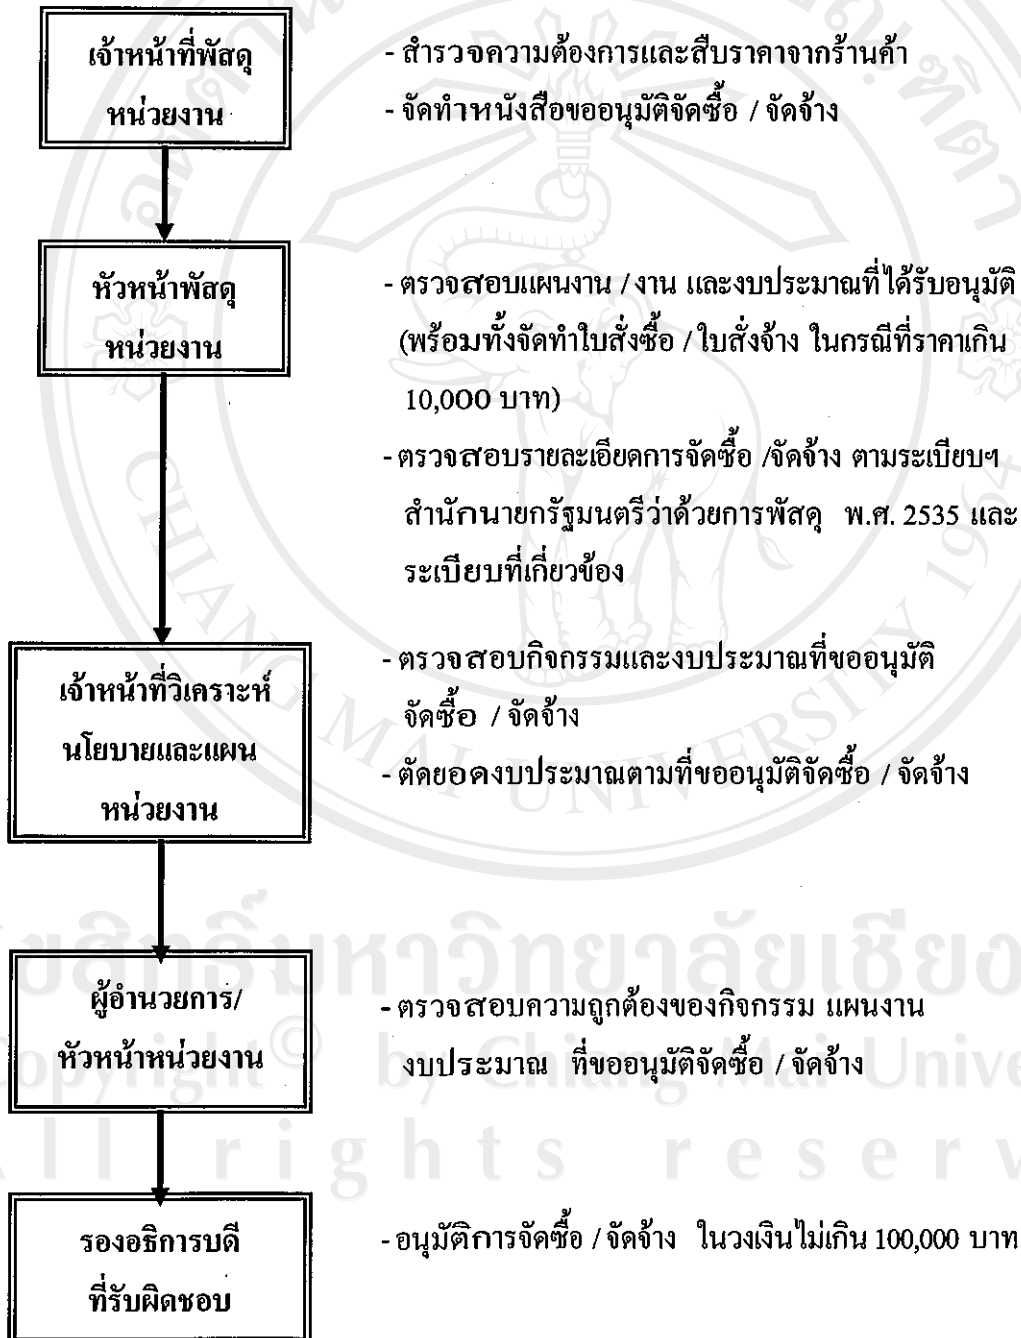 เจ้าหน้าที่พัสดุ
หน่วยงาน
- สำรวจความต้องการและสืบราคาจากร้านค้า
- จัดทำหนังสือขออนุมัติจัดซื้อ / จัดจ้าง
หัวหน้าพัสดุ
หน่วยงาน
- ตรวจสอบแผนงาน / งาน และงบประมาณที่ได้รับอนุมัติ
(พร้อมทั้งจัดทำใบสั่งซื้อ / ใบสั่งจ้าง ในกรณีที่ราคาเกิน
10,000 บาท)
- ตรวจสอบรายละเอียดการจัดซื้อ /จัดจ้าง ตามระเบียบฯ
สำนักนายกรัฐมนตรีว่าด้วยการพัสดุ พ.ศ. 2535 และ
ระเบียบที่เกี่ยวข้อง
เจ้าหน้าที่วิเคราะห์
นโยบายและแผน
หน่วยงาน
- ตรวจสอบกิจกรรมและงบประมาณที่ขออนุมัติ
จัดซื้อ / จัดจ้าง
- ตัดยอดงบประมาณตามที่ขออนุมัติจัดซื้อ / จัดจ้าง
ผู้อำนวยการ/
หัวหน้าหน่วยงาน
- ตรวจสอบความถูกต้องของกิจกรรม แผนงาน
งบประมาณ ที่ขออนุมัติจัดซื้อ / จัดจ้าง
รองอธิการบดี
ที่รับผิดชอบ
- อนุมัติการจัดซื้อ / จัดจ้าง ในวงเงินไม่เกิน 100,000 บาท
CHIANG MAI UNIVERSITY 1964
by Chiang Mai
All rights